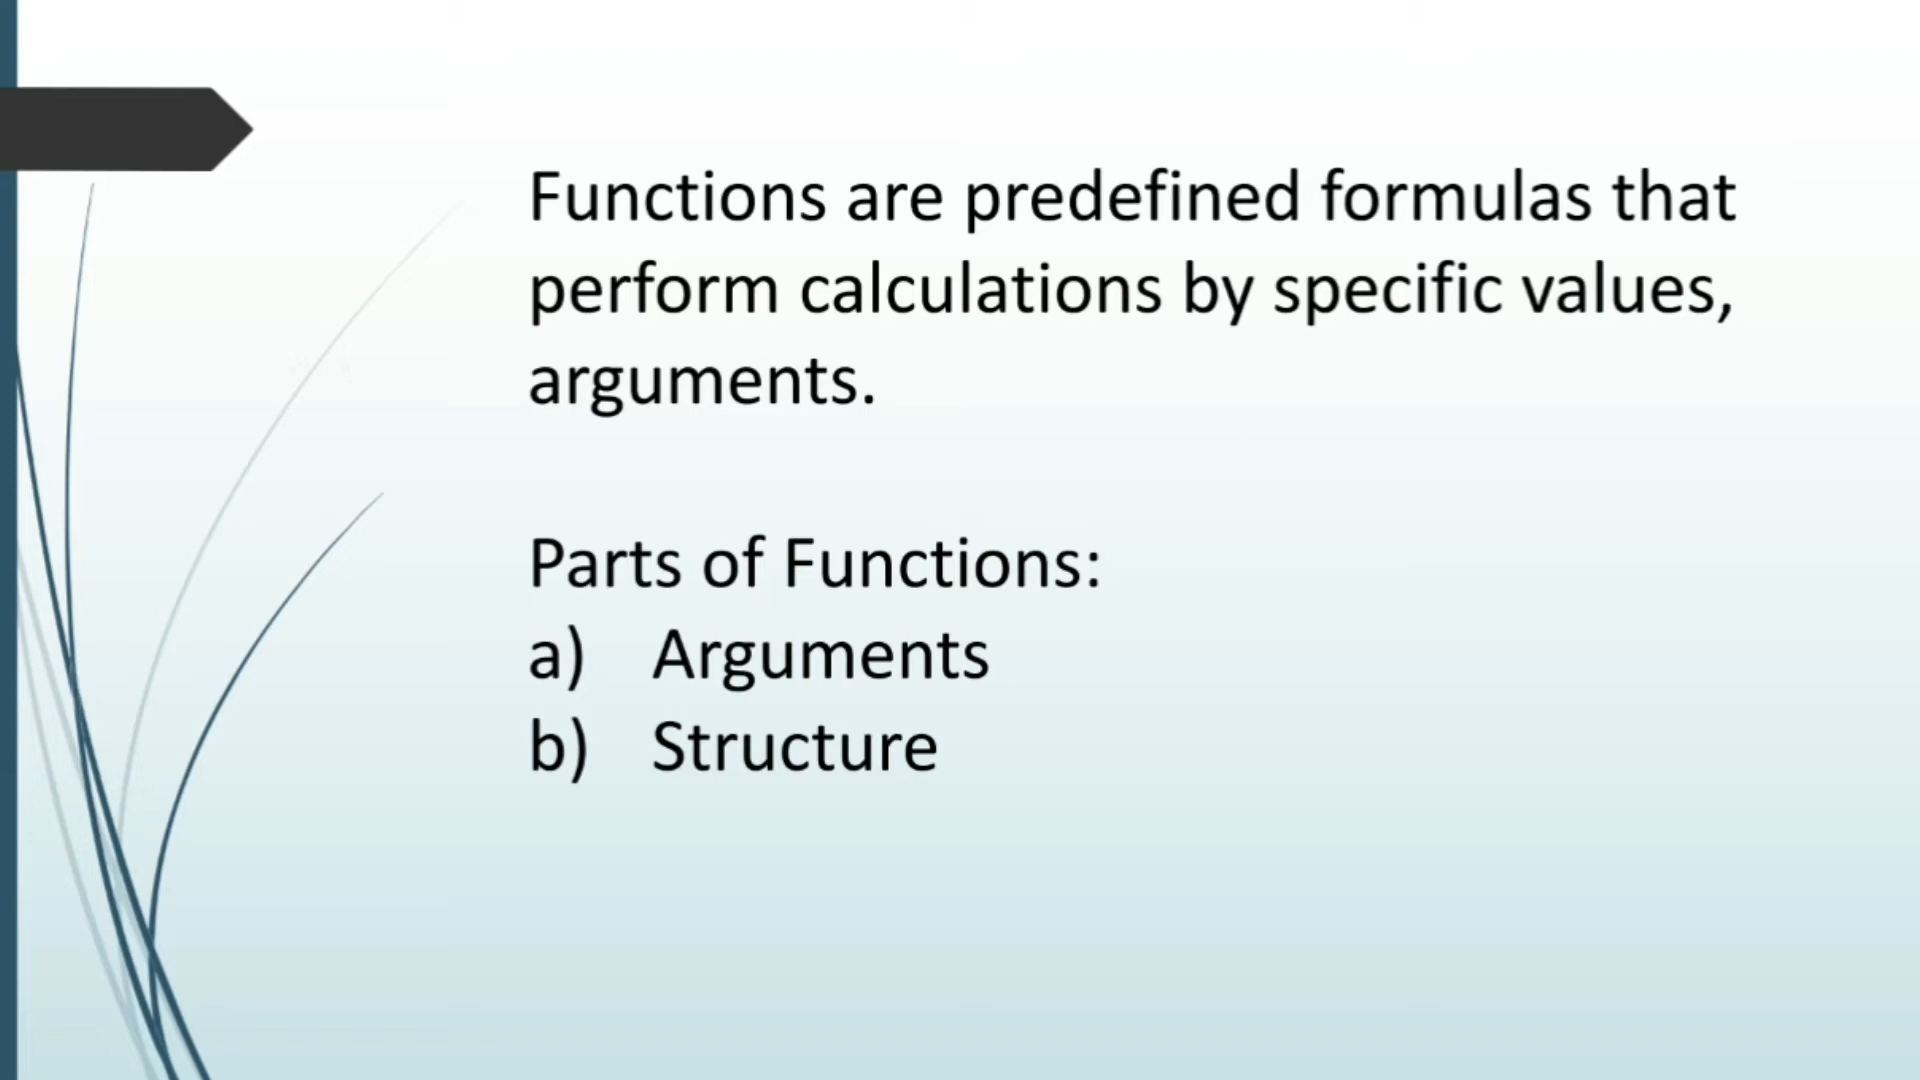 Functions are predefined formulas that
perform calculations by specific values,
arguments.
Parts of Functions:
a) Arguments
b) Structure